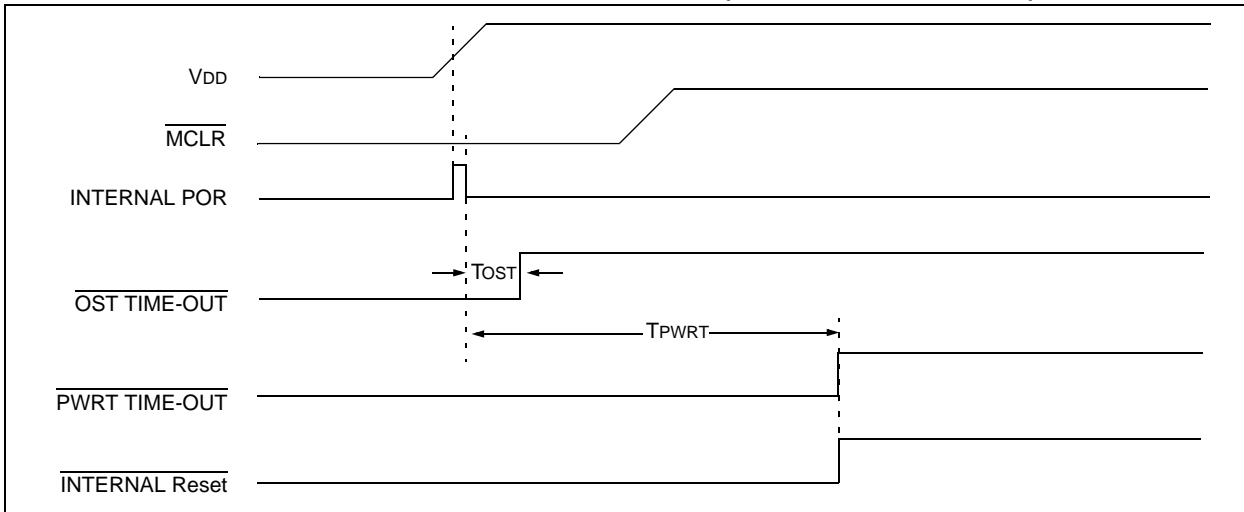 VDD
MCLR
INTERNAL POR
TOST
OST TIME-OUT
TPWRT
PWRT TIME-OUT
INTERNAL Reset